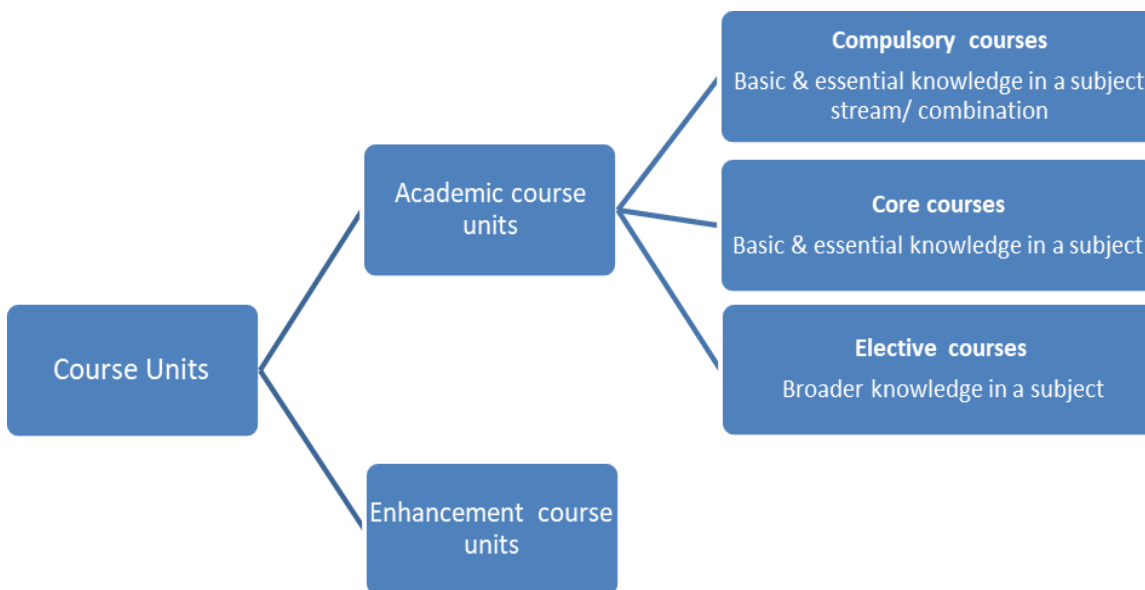 Compulsory courses
Basic & essential knowledge in a subject
stream/ combination
Academic course
units
Core courses
Basic & essential knowledge in a subject
Course Units
Elective courses
Broader knowledge in a subject
Enhancement course
units